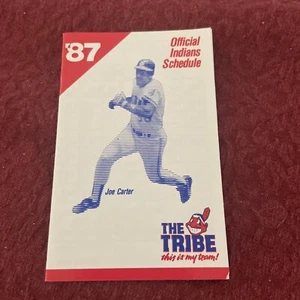 '87
Official
Indians
Schedule
Joe Carter
THE
TRIBE
this is my team!